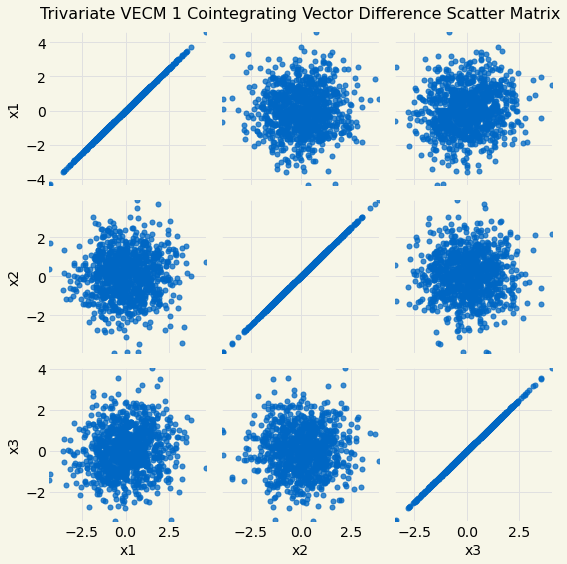 Trivariate VECM 1 Cointegrating Vector Difference Scatter Matrix
4
2
0
−2
−4
x1
2
0
−2
x2
4
2
0
−2
x3
−2.5 0.0 2.5 −2.5 0.0 2.5 −2.5 0.0 2.5
x1 x2 x3